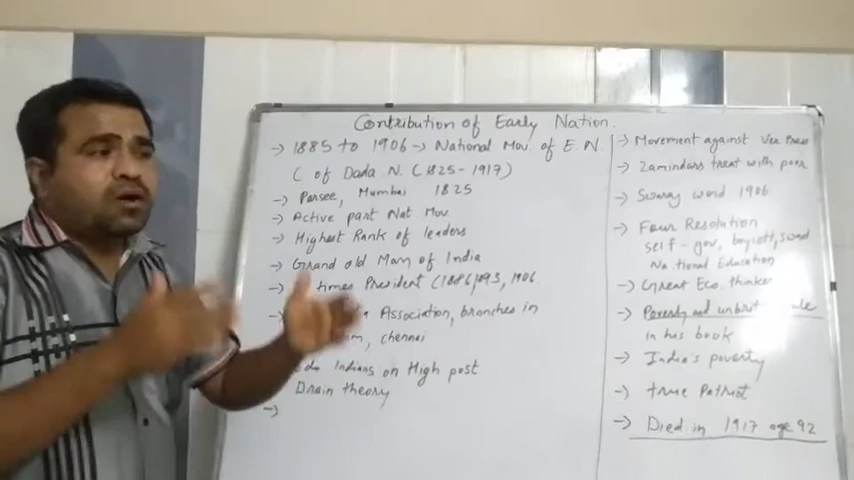 Contribution of Early Nation.
→ 1885 to 1906 → National Mov. of E. N.
( of Dada N. (1825 - 1917)
→ Parsee, Mumbai 1825
→ Active part Nat Mov.
→ Highest Rank of leaders
→ Grand old Man of India
→ times President (1886, 93, 1906
Association, branches in
chennai
Indians on High post
Drain theory
→
→ Movement against Press
→ Zamindars treat with poor
→ Swaraj word 1906
→ Four Resolution
self-gov, boycott,
National Education
→ Great Eco. thinker
→ Poverty and
in his book
→ India's poverty
→ true Patriot
→ Died in 1917 age 92